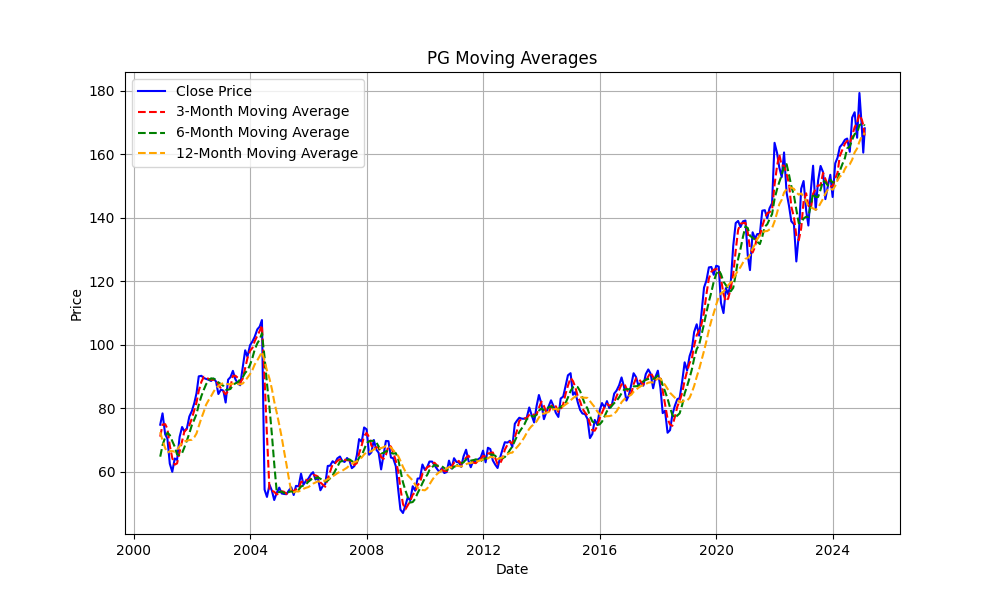 PG Moving Averages
Close Price
3-Month Moving Average
6-Month Moving Average
12-Month Moving Average
180
160
140
120
100
80
60
Price
2000 2004 2008 2012 2016 2020 2024
Date